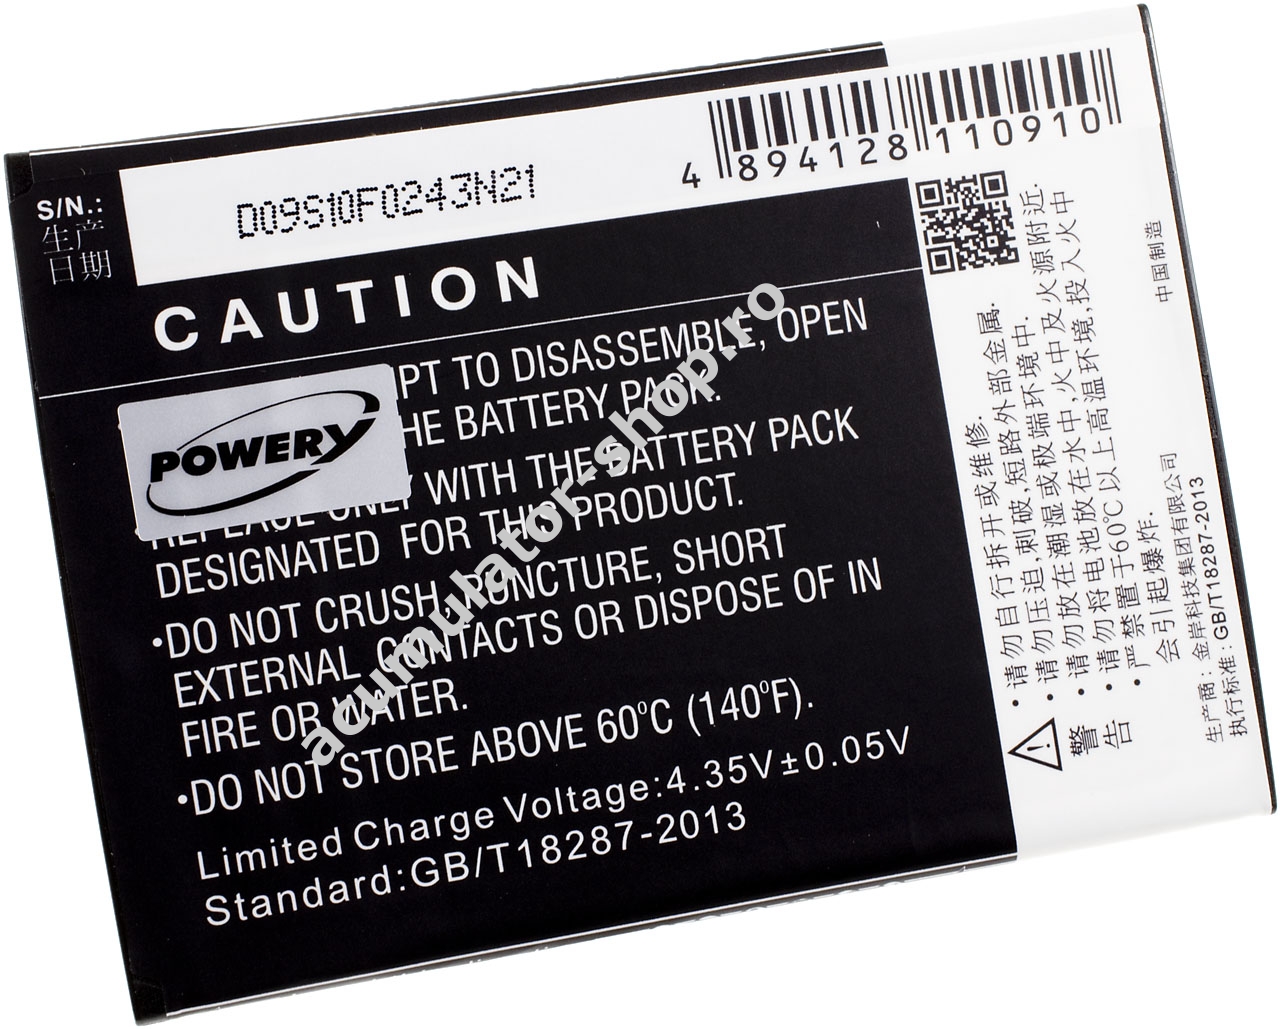 S/N.:
生产
日期
D09S10F0243N21
4 894128 110910
CAUTION
PT TO DISASSEMBLE, OPEN
HE BATTERY PACK.
REPLACE ONLY WITH THE BATTERY PACK
DESIGNATED FOR THIS PRODUCT.
•DO NOT CRUSH, PUNCTURE, SHORT
EXTERNAL CONTACTS OR DISPOSE OF IN
FIRE OR WATER.
•DO NOT STORE ABOVE 60°C (140°F).
Limited Charge Voltage:4.35V±0.05V
Standard:GB/T18287-2013
POWERY
acumulator-shop.ro
警告
•请勿自行拆开或维修.
•请勿压迫,刺破,短路外部金属.
•请勿放在潮湿或极端环境中.
•请勿将电池放在水中,火中及火源附近.
•严禁置于60℃以上高温环境,投入火中
会引起爆炸.
生产商:金岸科技集团有限公司
执行标准:GB/T18287-2013
中国制造